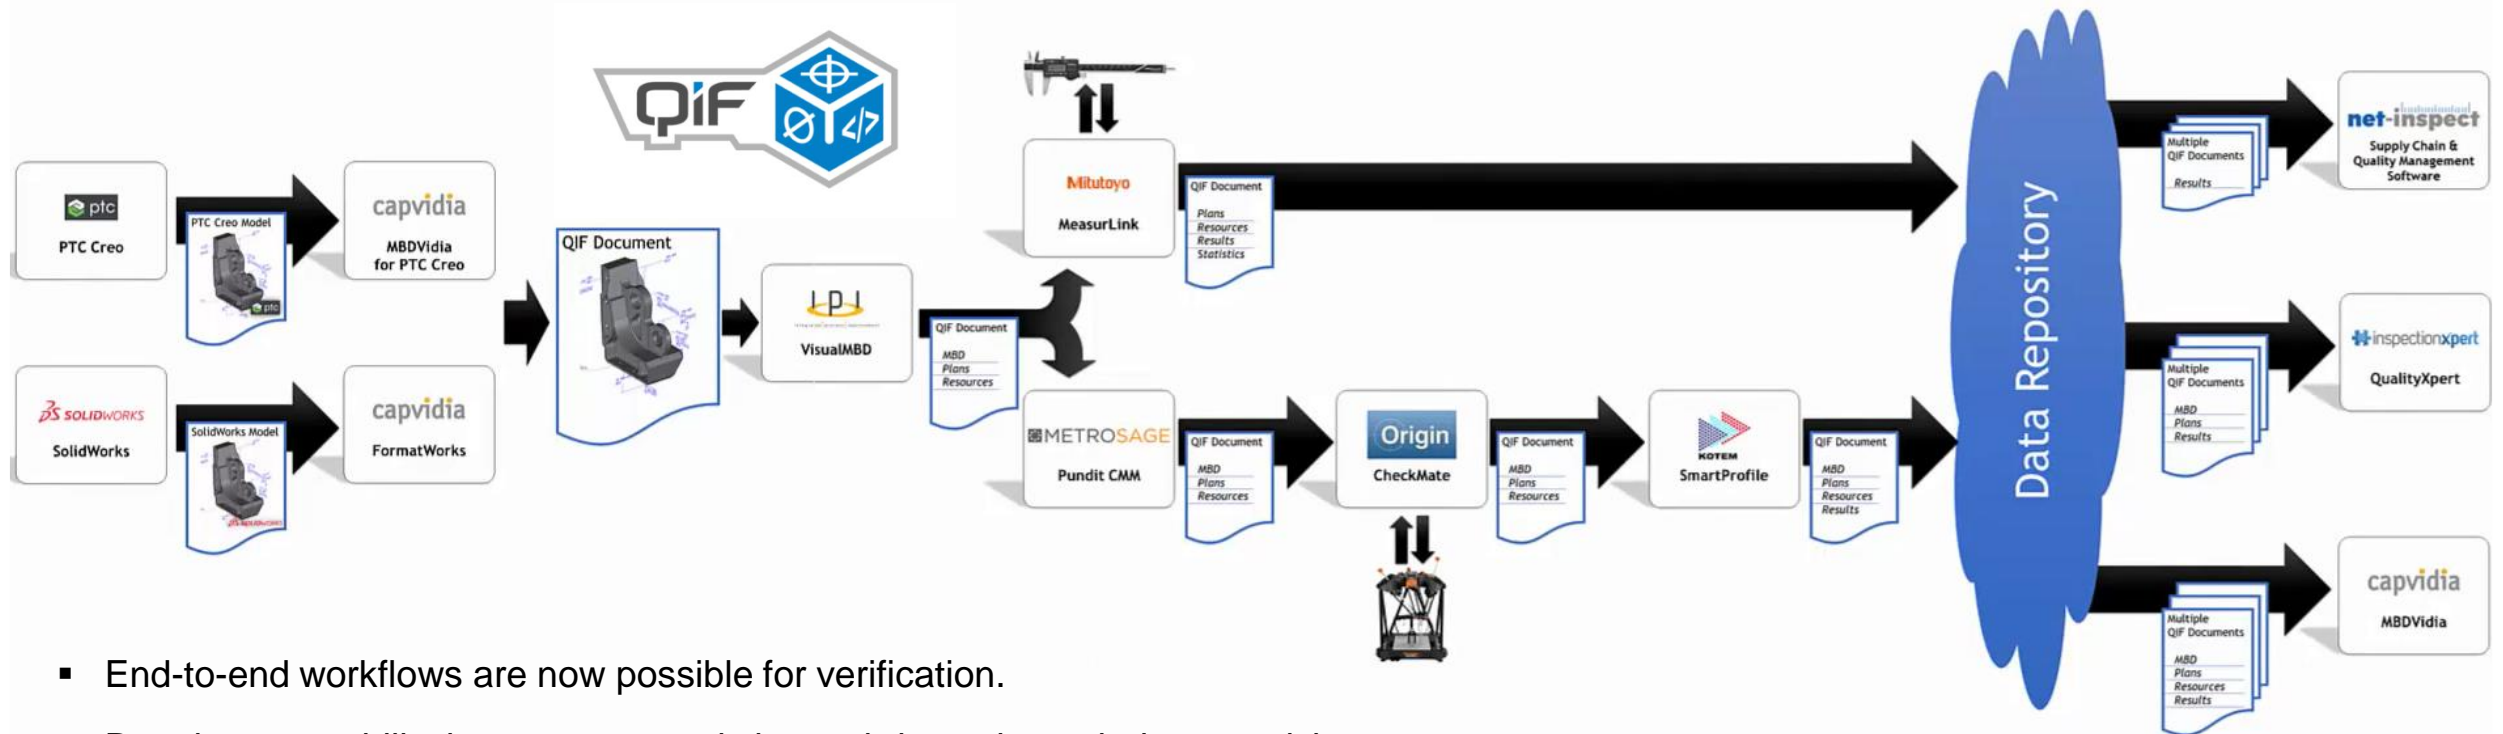 QiF
</>
ptc
PTC Creo
PTC Creo Model
ptc
capvidia
MBDVidia
for PTC Creo
SOLIDWORKS
SolidWorks
SolidWorks Model
SOLIDWORKS
capvidia
FormatWorks
QIF Document
IPI
VisualMBD
QIF Document
MBD
Plans
Resources
Mitutoyo
MeasurLink
QIF Document
Plans
Resources
Results
Statistics
METROSAGE
Pundit CMM
QIF Document
MBD
Plans
Resources
Origin
CheckMate
QIF Document
MBD
Plans
Resources
KOTEM
SmartProfile
QIF Document
MBD
Plans
Resources
Results
Data Repository
Multiple
QIF Documents
Results
net-inspect
Supply Chain &
Quality Management
Software
Multiple
QIF Documents
MBD
Plans
Results
inspectionxpert
QualityXpert
Multiple
QIF Documents
MBD
Plans
Resources
Results
capvidia
MBDVidia
▪ End-to-end workflows are now possible for verification.